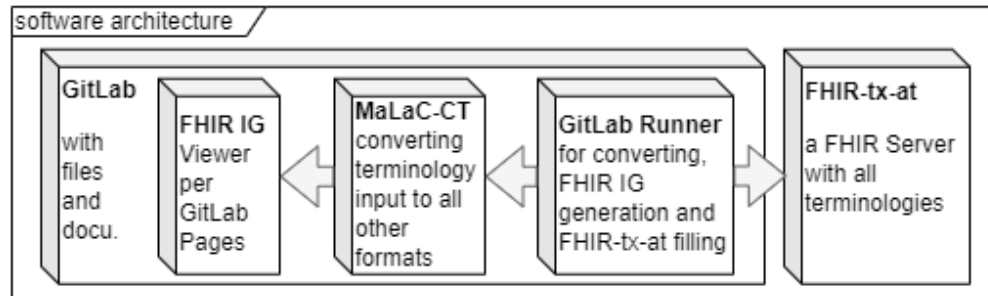 software architecture
GitLab
with
files
and
docu.
FHIR IG
Viewer
per
GitLab
Pages
MaLaC-CT
converting
terminology
input to all
other
formats
GitLab Runner
for converting,
FHIR IG
generation and
FHIR-tx-at filling
FHIR-tx-at
a FHIR Server
with all
terminologies